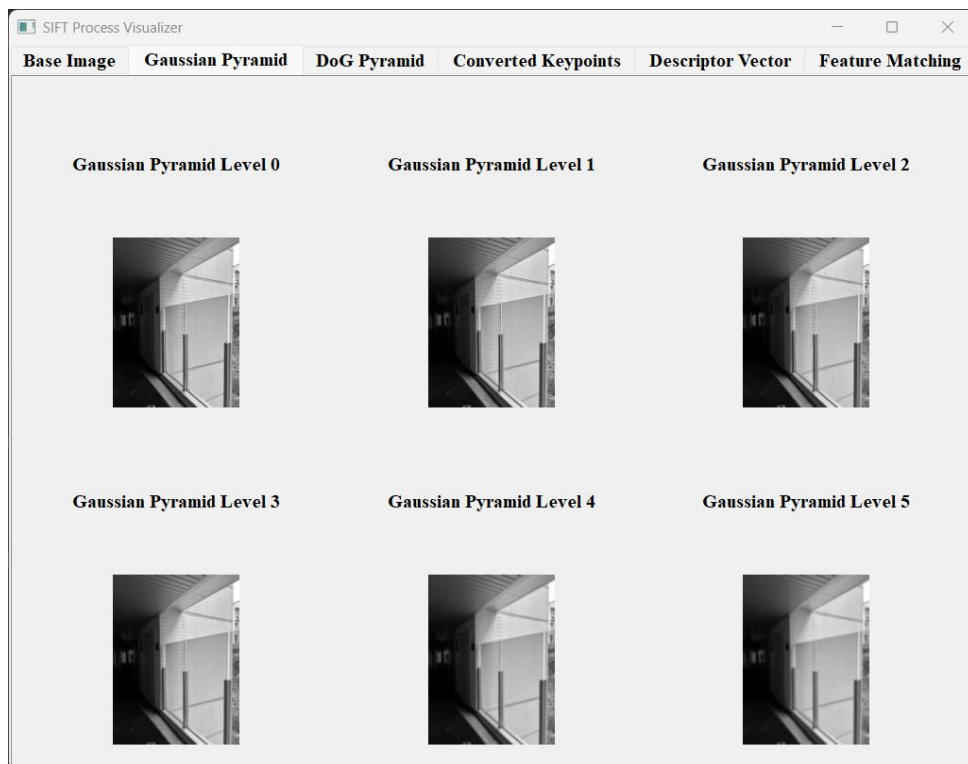 SIFT Process Visualizer
Base Image Gaussian Pyramid DoG Pyramid Converted Keypoints Descriptor Vector Feature Matching
Gaussian Pyramid Level 0 Gaussian Pyramid Level 1 Gaussian Pyramid Level 2
Gaussian Pyramid Level 3 Gaussian Pyramid Level 4 Gaussian Pyramid Level 5